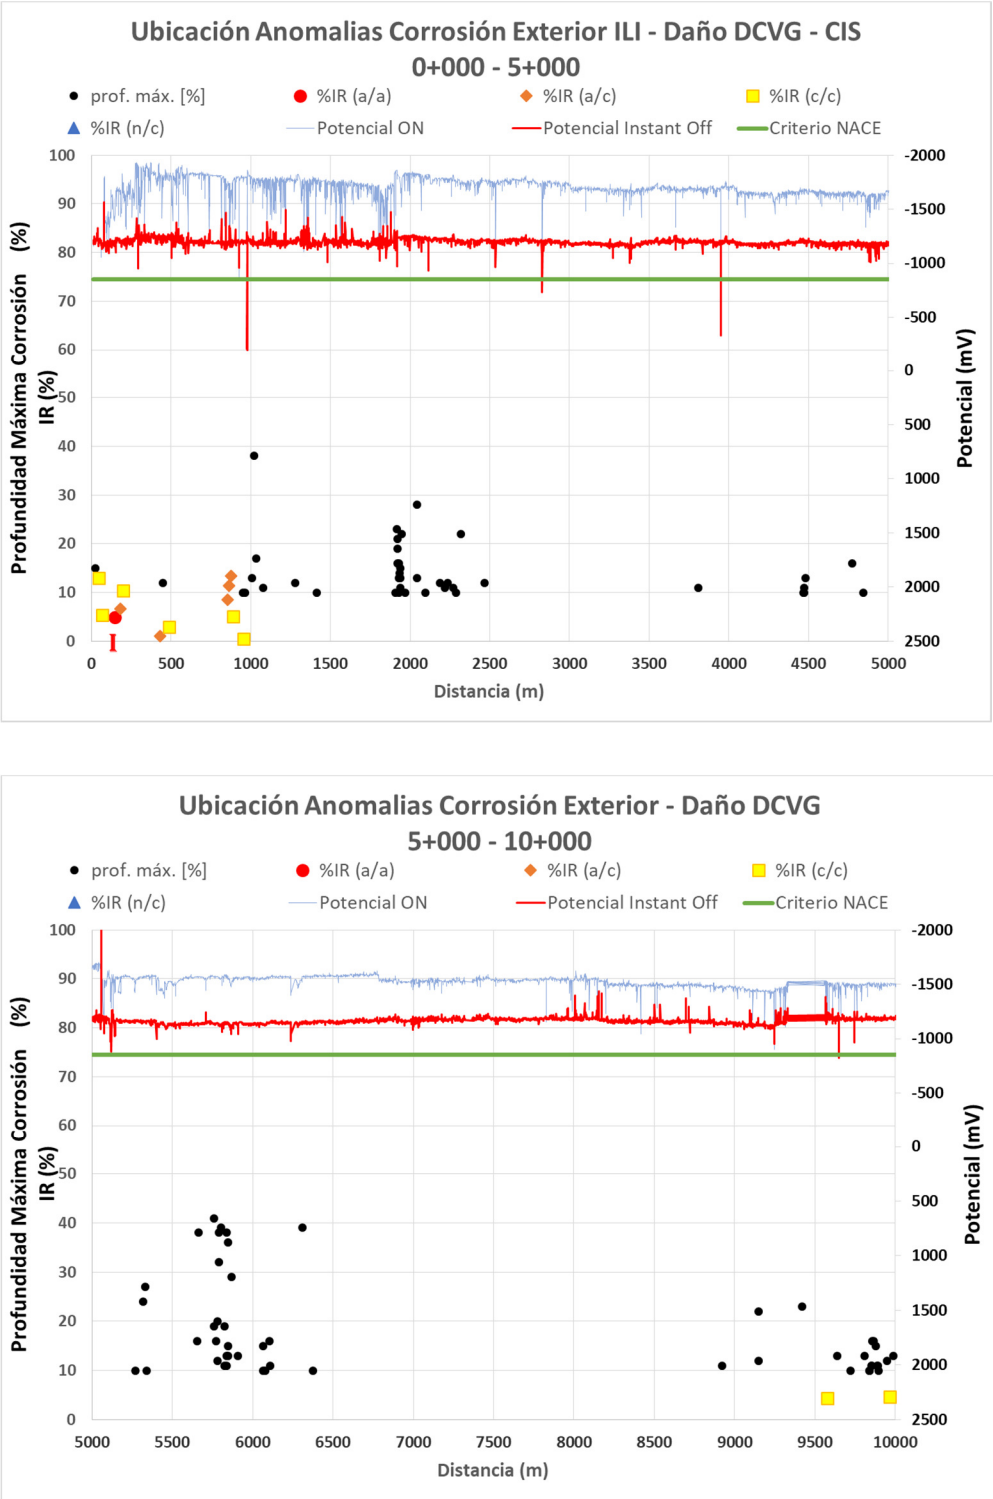 Ubicación Anomalias Corrosión Exterior ILI - Daño DCVG - CIS
0+000 - 5+000
prof. máx. [%] %IR (a/a) %IR (a/c) %IR (c/c)
%IR (n/c) Potencial ON Potencial Instant Off Criterio NACE
100 -2000
90 -1500
80 -1000
70 -500
60 0
50 500
40 1000
30 1500
20 2000
10 2500
0
Profundidad Máxima Corrosión (%)
IR (%)
Potencial (mV)
0 500 1000 1500 2000 2500 3000 3500 4000 4500 5000
Distancia (m)
Ubicación Anomalias Corrosión Exterior - Daño DCVG
5+000 - 10+000
prof. máx. [%] %IR (a/a) %IR (a/c) %IR (c/c)
%IR (n/c) Potencial ON Potencial Instant Off Criterio NACE
100 -2000
90 -1500
80 -1000
70 -500
60 0
50 500
40 1000
30 1500
20 2000
10 2500
0
Profundidad Máxima Corrosión (%)
IR (%)
Potencial (mV)
5000 5500 6000 6500 7000 7500 8000 8500 9000 9500 10000
Distancia (m)